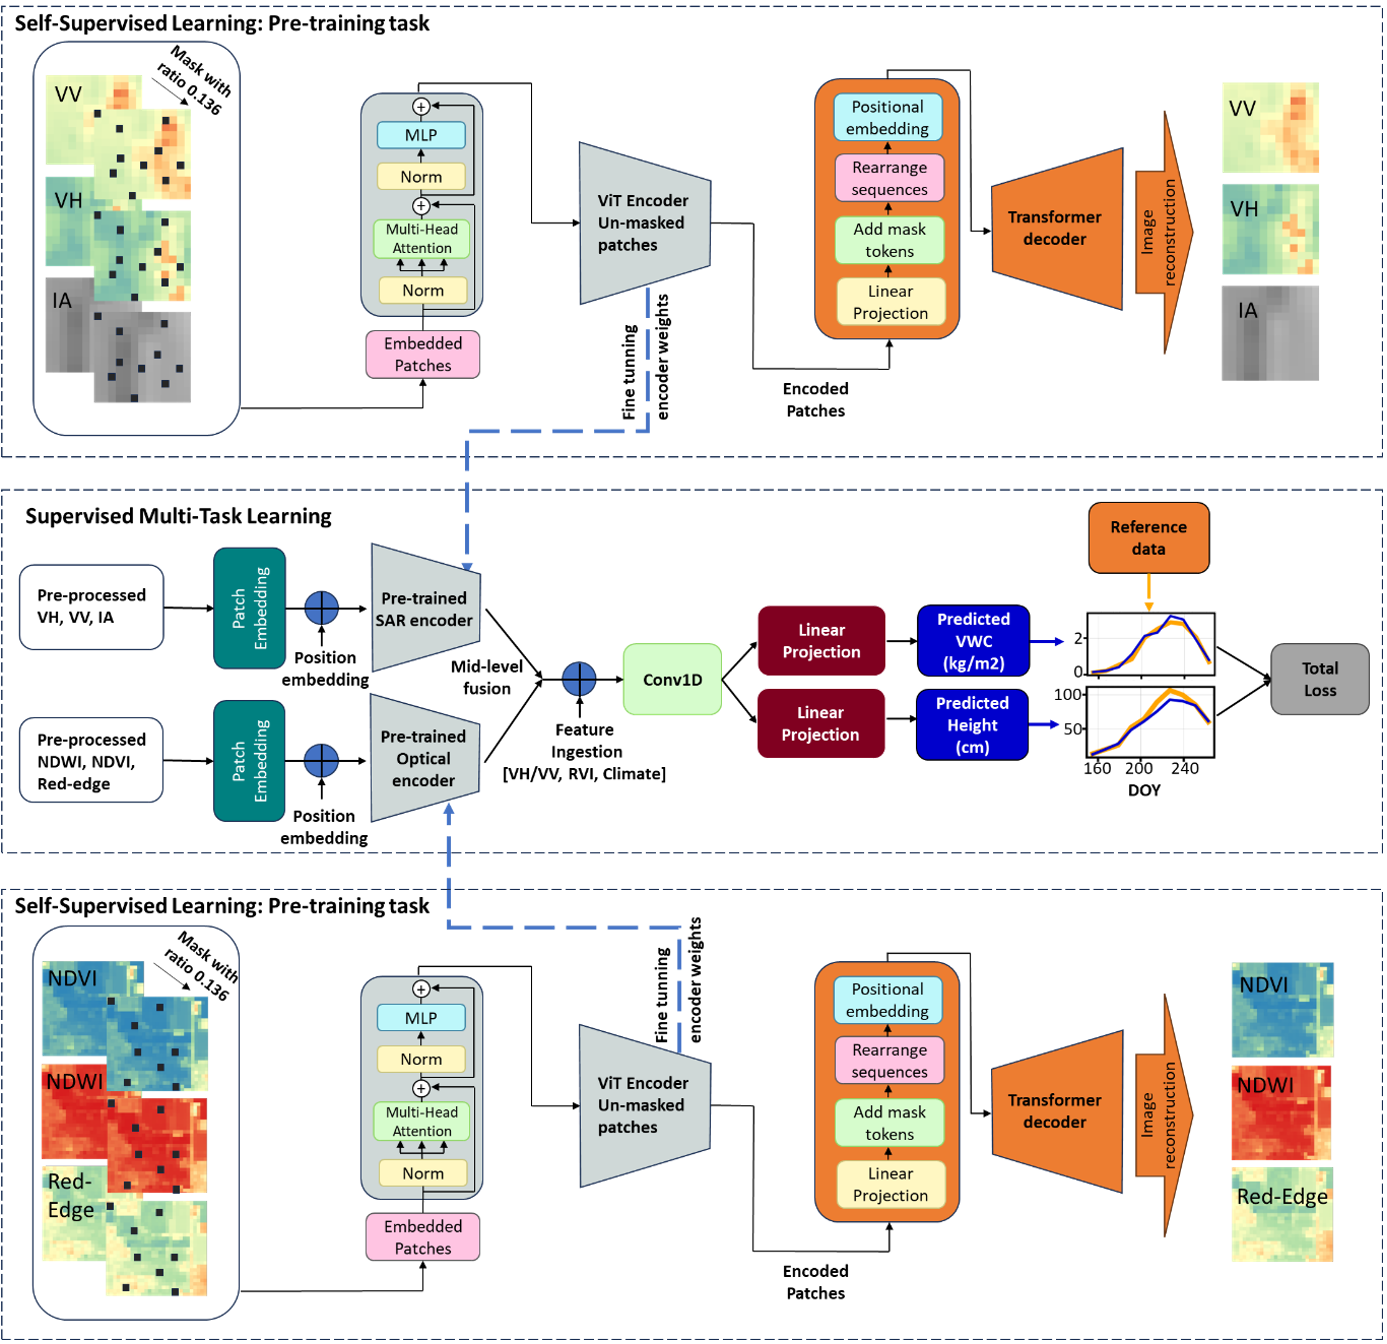 Self-Supervised Learning: Pre-training task
Mask with
ratio 0.136
VV
VH
IA
MLP
Norm
Multi-Head
Attention
Norm
Embedded
Patches
ViT Encoder
Un-masked
patches
Fine tunning
encoder weights
Encoded
Patches
Positional
embedding
Rearrange
sequences
Add mask
tokens
Linear
Projection
Transformer
decoder
Image
reconstruction
VV
VH
IA
Supervised Multi-Task Learning
Pre-processed
VH, VV, IA
Patch
Embedding
Position
embedding
Pre-trained
SAR encoder
Pre-processed
NDWI, NDVI,
Red-edge
Patch
Embedding
Position
embedding
Pre-trained
Optical
encoder
Mid-level
fusion
Feature
Ingestion
[VH/VV, RVI, Climate]
Conv1D
Linear
Projection
Linear
Projection
Predicted
VWC
(kg/m2)
Predicted
Height
(cm)
Reference
data
2
0
100
50
160 200 240
DOY
Total
Loss
Self-Supervised Learning: Pre-training task
Mask with
ratio 0.136
NDVI
NDWI
Red-
Edge
MLP
Norm
Multi-Head
Attention
Norm
Embedded
Patches
ViT Encoder
Un-masked
patches
Fine tunning
encoder weights
Encoded
Patches
Positional
embedding
Rearrange
sequences
Add mask
tokens
Linear
Projection
Transformer
decoder
Image
reconstruction
NDVI
NDWI
Red-Edge